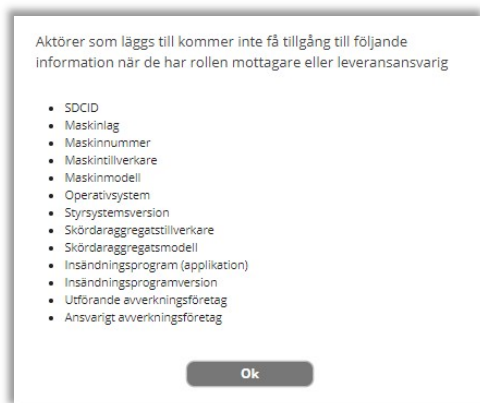 Aktörer som läggs till kommer inte få tillgång till följande
information när de har rollen mottagare eller leveransansvarig
• SDCID
• Maskinlag
• Maskinnummer
• Maskintillverkare
• Maskinmodell
• Operativsystem
• Styrsystemsversion
• Skördaraggregatstillverkare
• Skördaraggregatsmodell
• Insändningsprogram (applikation)
• Insändningsprogramversion
• Utförande avverkningsföretag
• Ansvarigt avverkningsföretag
Ok